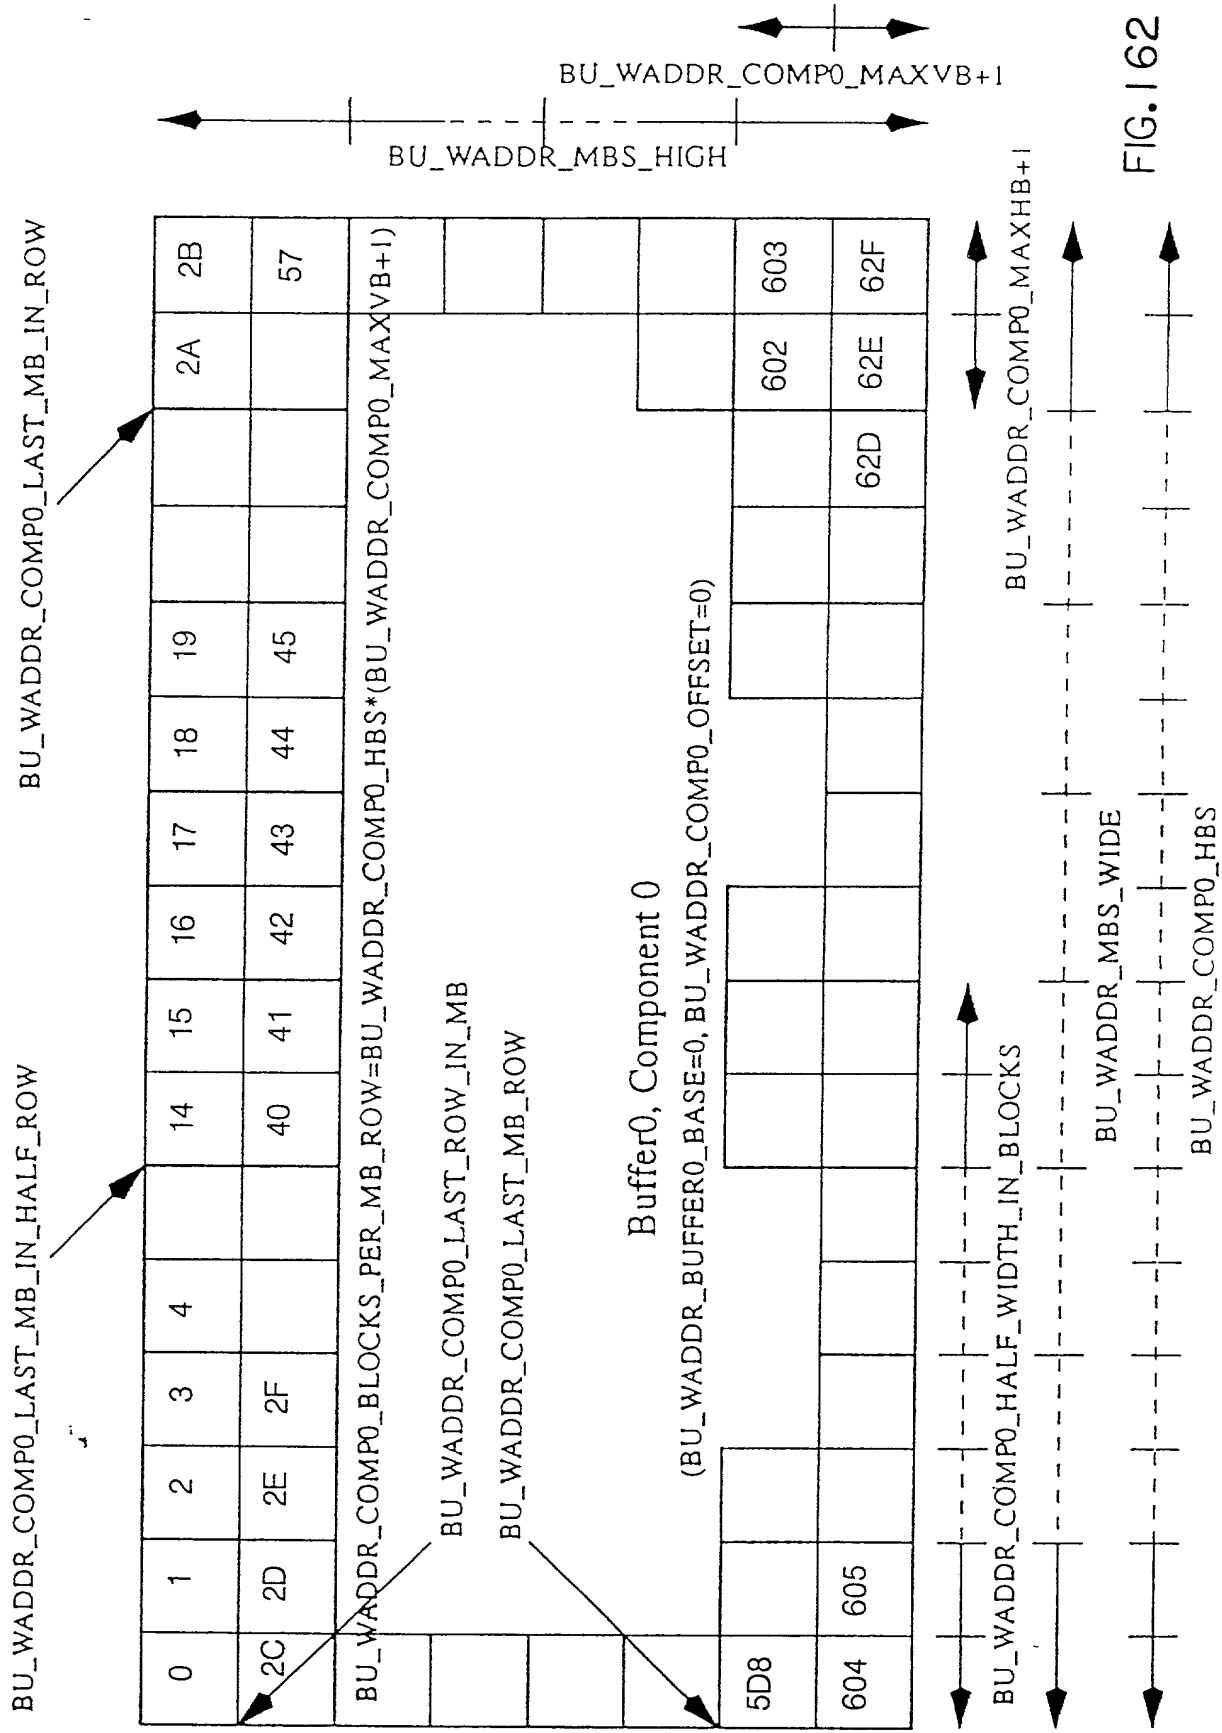 BU_WADDR_COMP0_LAST_MB_IN_HALF_ROW
BU_WADDR_COMP0_LAST_MB_IN_ROW
0 1 2 3 4 14 15 16 17 18 19 2A 2B
2C 2D 2E 2F 40 41 42 43 44 45 57
BU_WADDR_COMP0_BLOCKS_PER_MB_ROW=BU_WADDR_COMP0_HBS*(BU_WADDR_COMP0_MAXVB+1)
BU_WADDR_COMP0_LAST_ROW_IN_MB
BU_WADDR_COMP0_LAST_MB_ROW
Buffer0, Component 0
(BU_WADDR_BUFFER0_BASE=0, BU_WADDR_COMP0_OFFSET=0)
5D8 602 603
604 605 62D 62E 62F
BU_WADDR_MBS_HIGH
BU_WADDR_COMP0_MAXVB+1
BU_WADDR_COMP0_HALF_WIDTH_IN_BLOCKS
BU_WADDR_COMP0_MAXHB+1
BU_WADDR_MBS_WIDE
BU_WADDR_COMP0_HBS
FIG.162